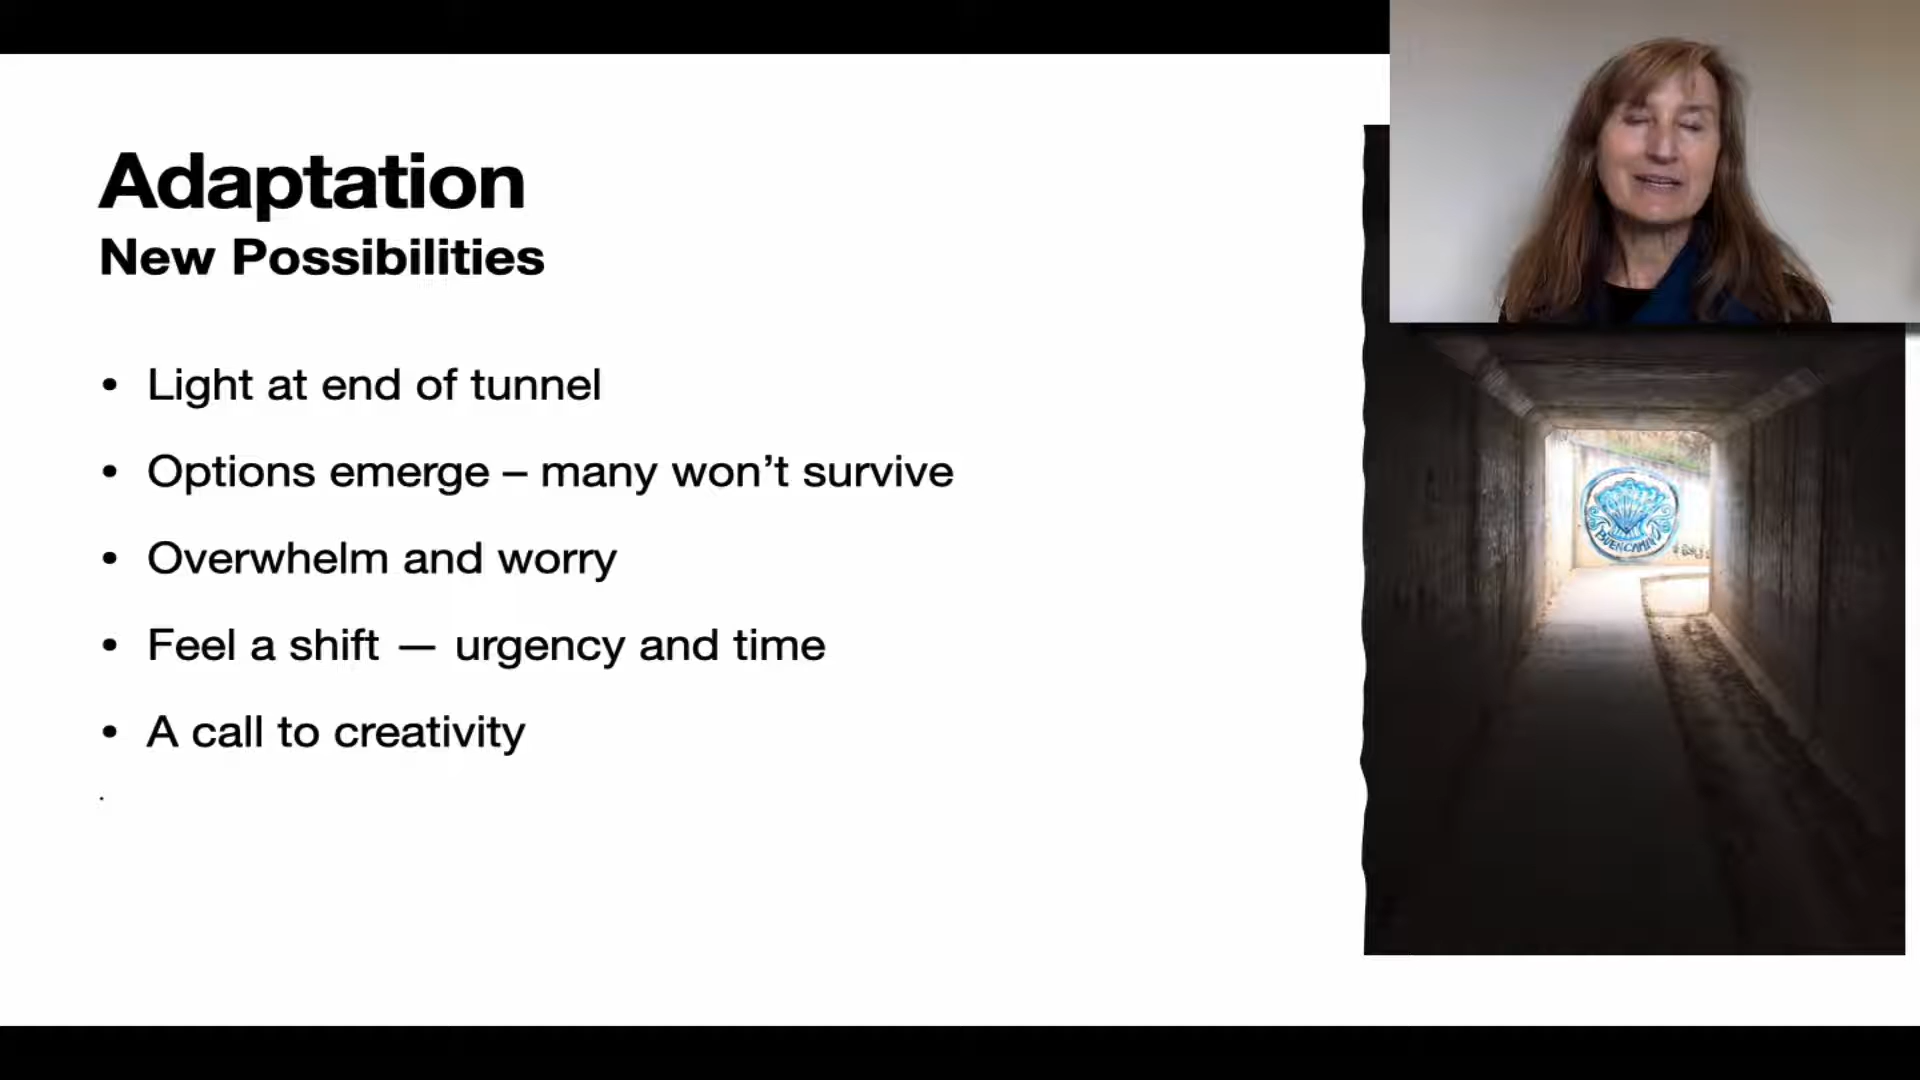 Adaptation
New Possibilities
• Light at end of tunnel
• Options emerge – many won’t survive
• Overwhelm and worry
• Feel a shift — urgency and time
• A call to creativity
.
BUEN CAMINO